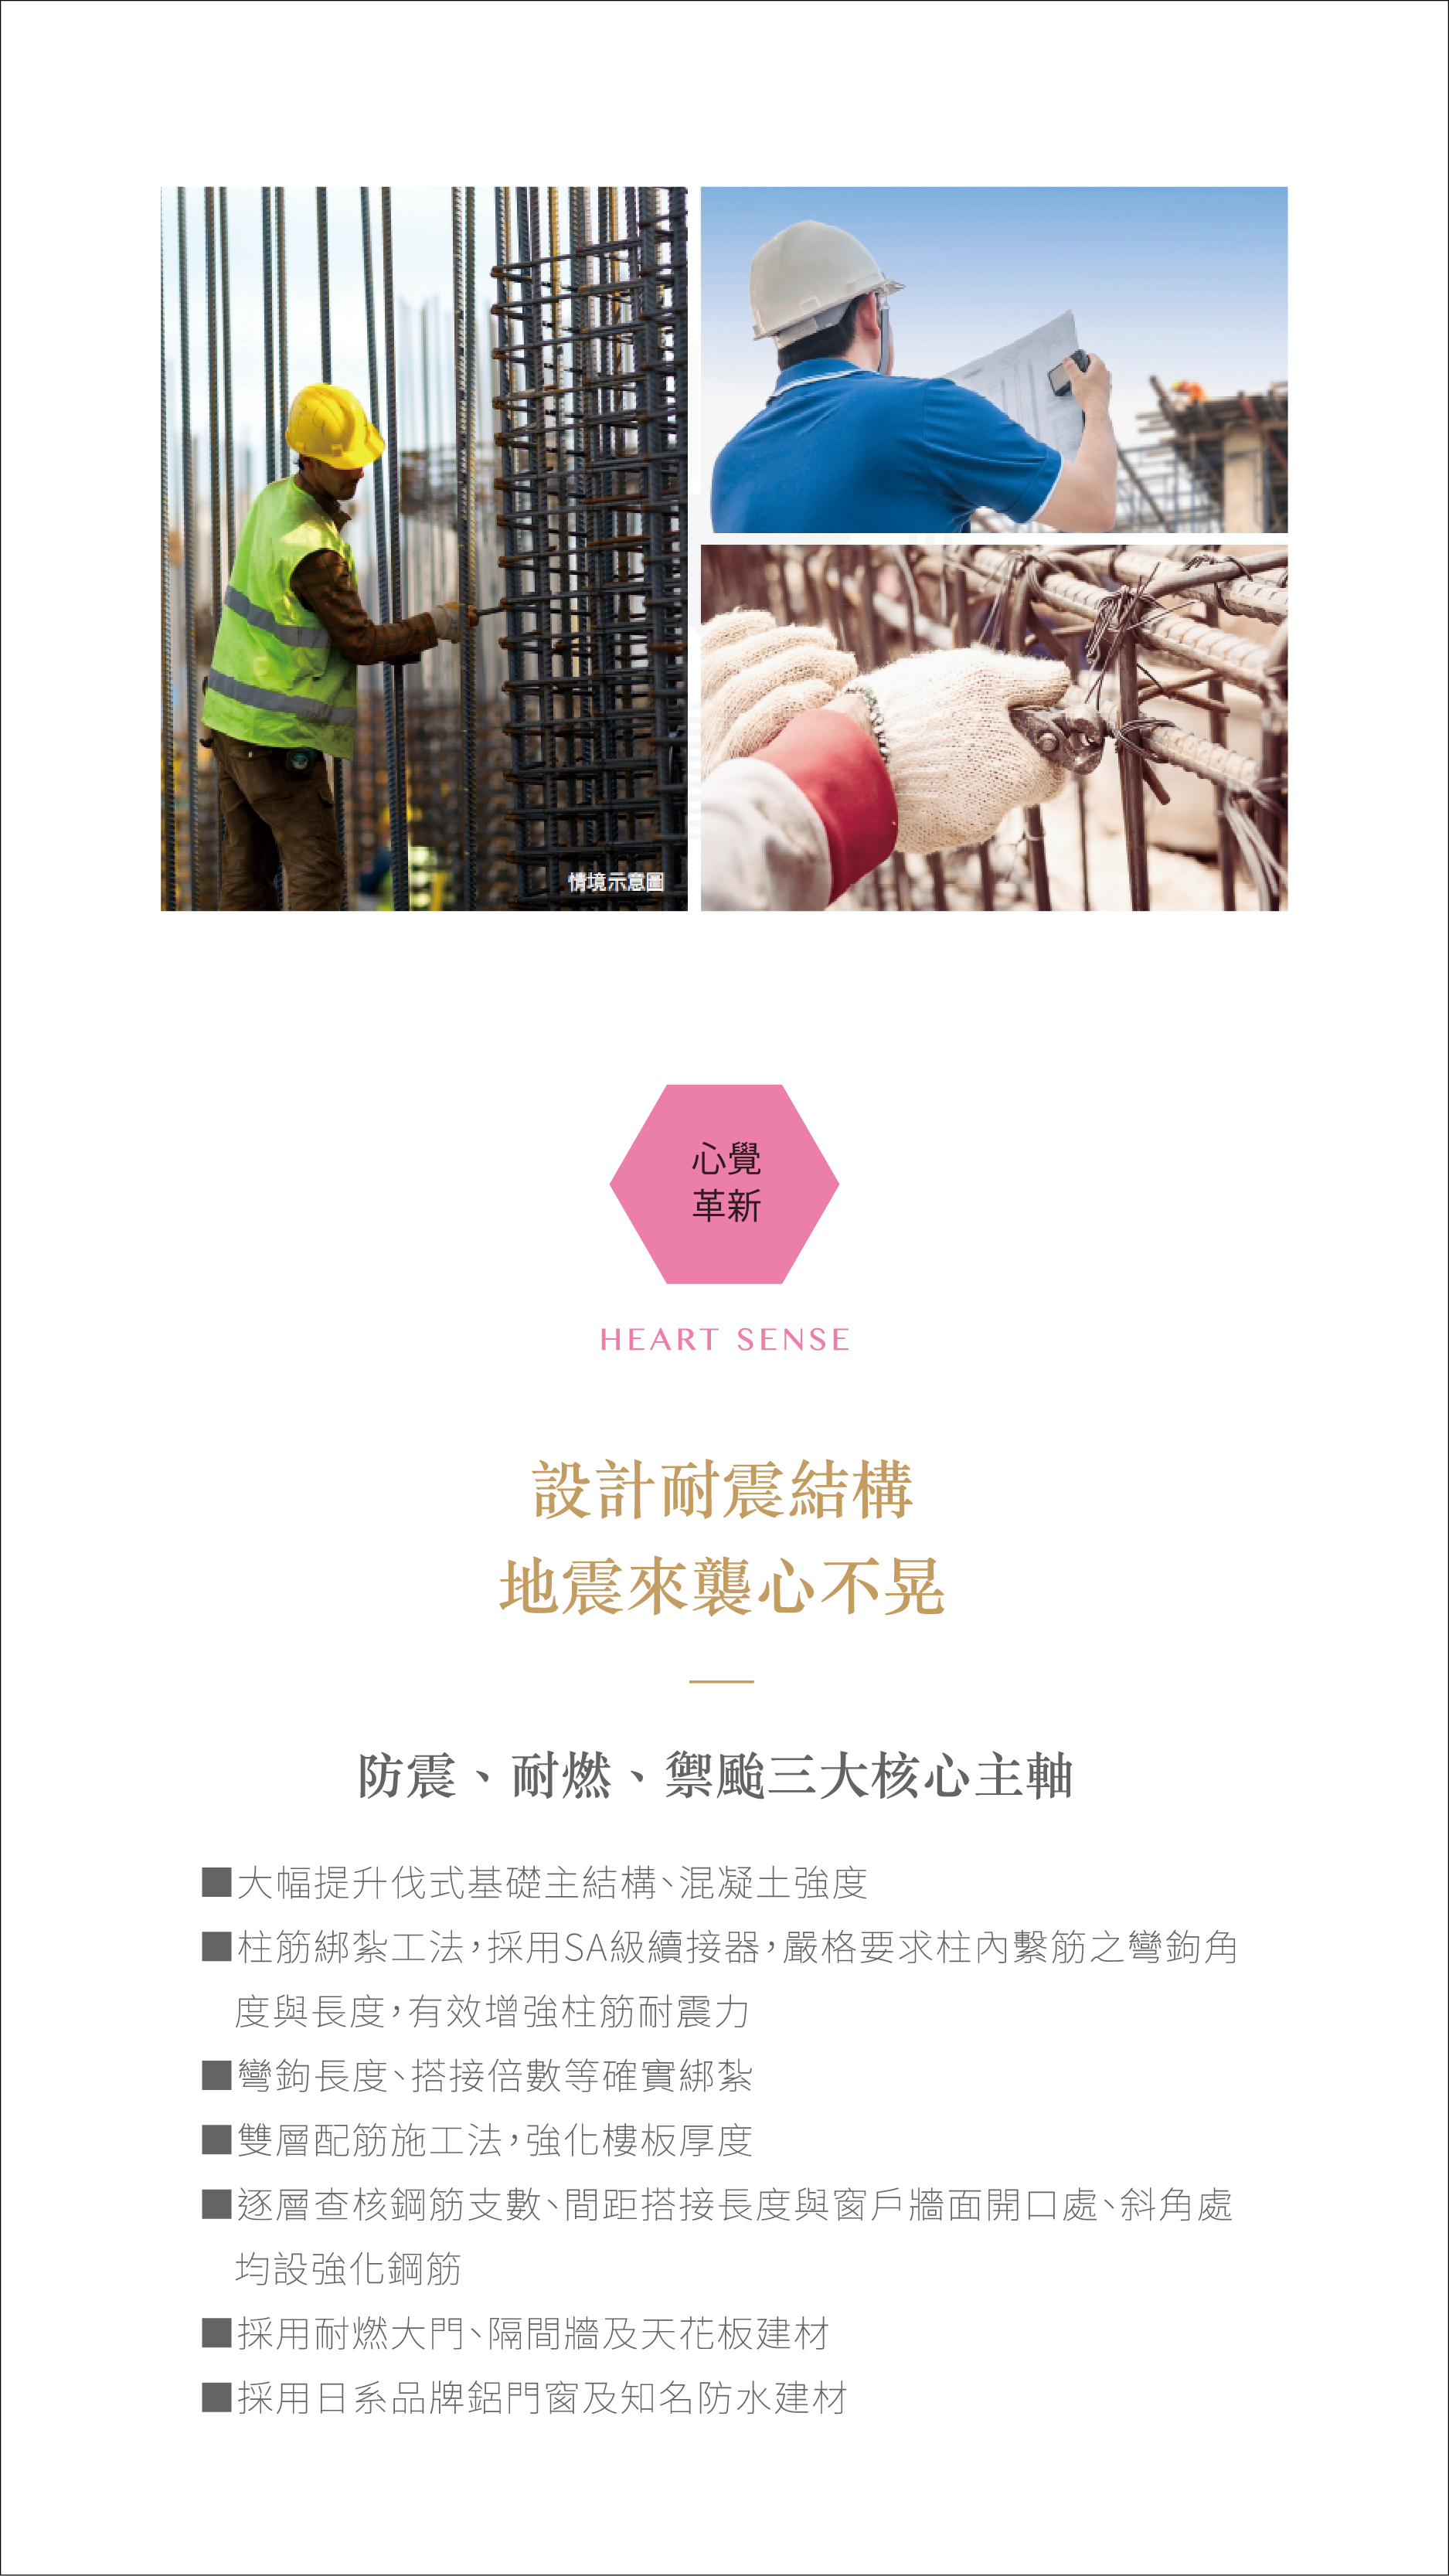 情境示意圖
心覺
革新
HEART SENSE
設計耐震結構
地震來襲心不晃
防震、耐燃、禦颱三大核心主軸
■大幅提升伐式基礎主結構、混凝土強度
■柱筋綁紮工法，採用SA級續接器，嚴格要求柱內繫筋之彎鉤角
度與長度，有效增強柱筋耐震力
■彎鉤長度、搭接倍數等確實綁紮
■雙層配筋施工法，強化樓板厚度
■逐層查核鋼筋支數、間距搭接長度與窗戶牆面開口處、斜角處
均設強化鋼筋
■採用耐燃大門、隔間牆及天花板建材
■採用日系品牌鋁門窗及知名防水建材